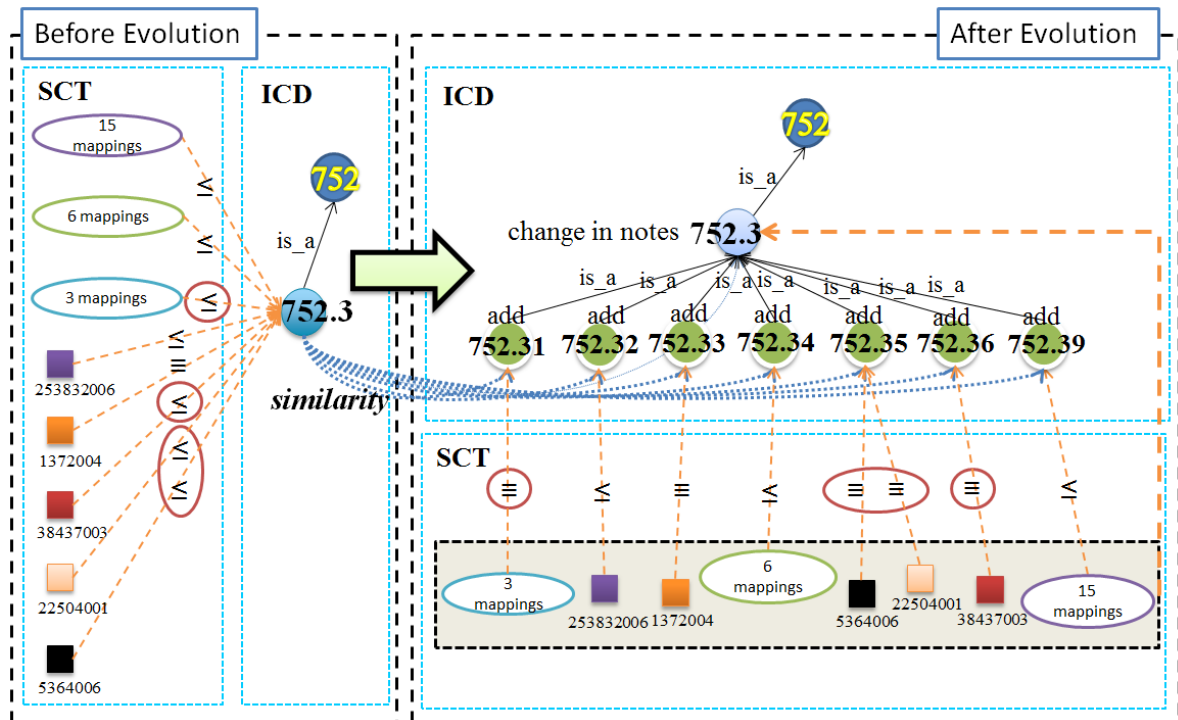 Before Evolution
After Evolution
SCT
15
mappings
6 mappings
3 mappings
≤
≤
≤
≤
≡
≤
≤
≤
253832006
1372004
38437003
22504001
5364006
ICD
752
is_a
752.3
similarity
ICD
752
is_a
change in notes 752.3
is_a is_a is_a is_a is_a is_a is_a
add add add add add add add
752.31 752.32 752.33 752.34 752.35 752.36 752.39
SCT
≡ ≤ ≡ ≤ ≡ ≡ ≡ ≤
3
mappings
253832006
1372004
6
mappings
5364006
22504001
38437003
15
mappings